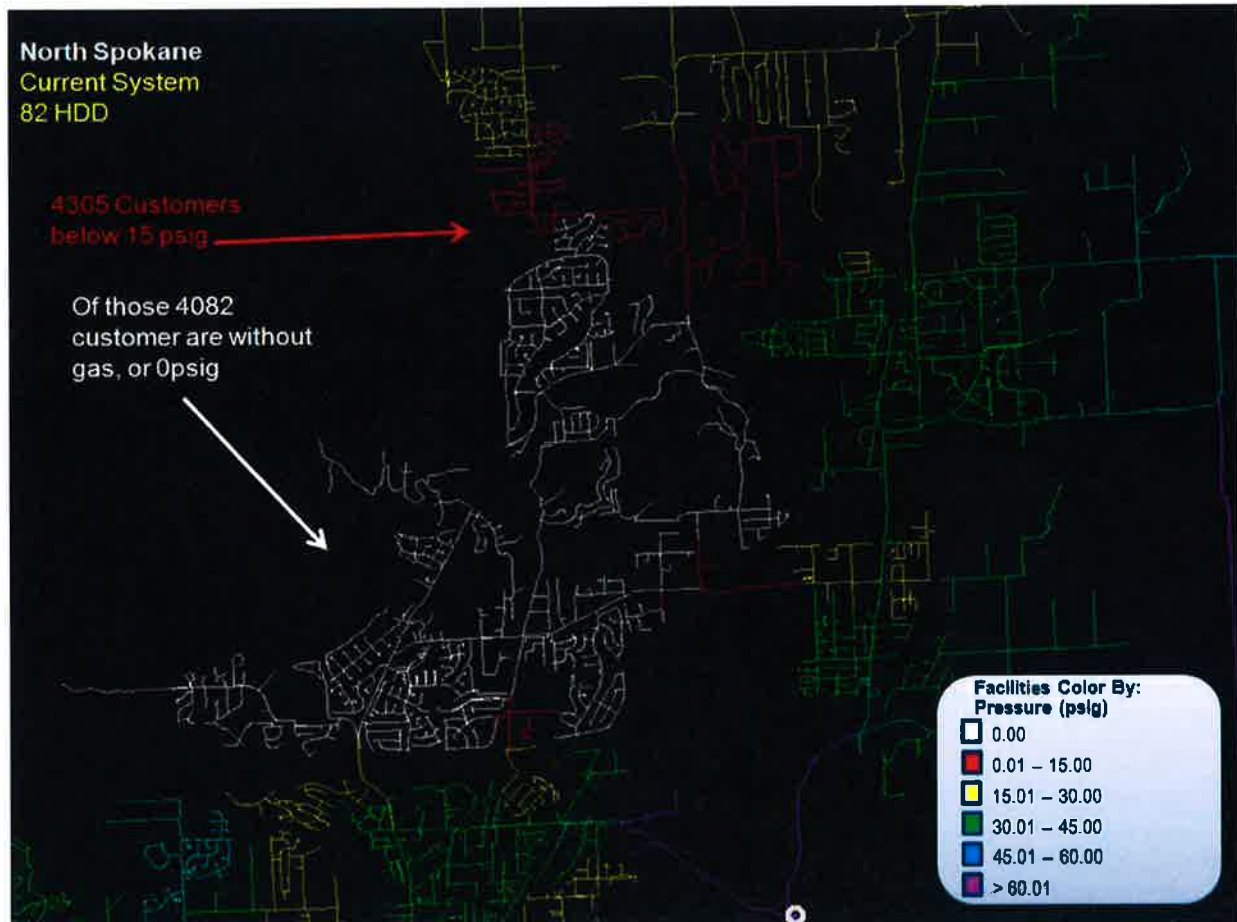 North Spokane
Current System
82 HDD
4305 Customers
below 15 psig
Of those 4082
customer are without
gas, or 0psig
Facilities Color By:
Pressure (psig)
0.00
0.01 – 15.00
15.01 – 30.00
30.01 – 45.00
45.01 – 60.00
> 60.01